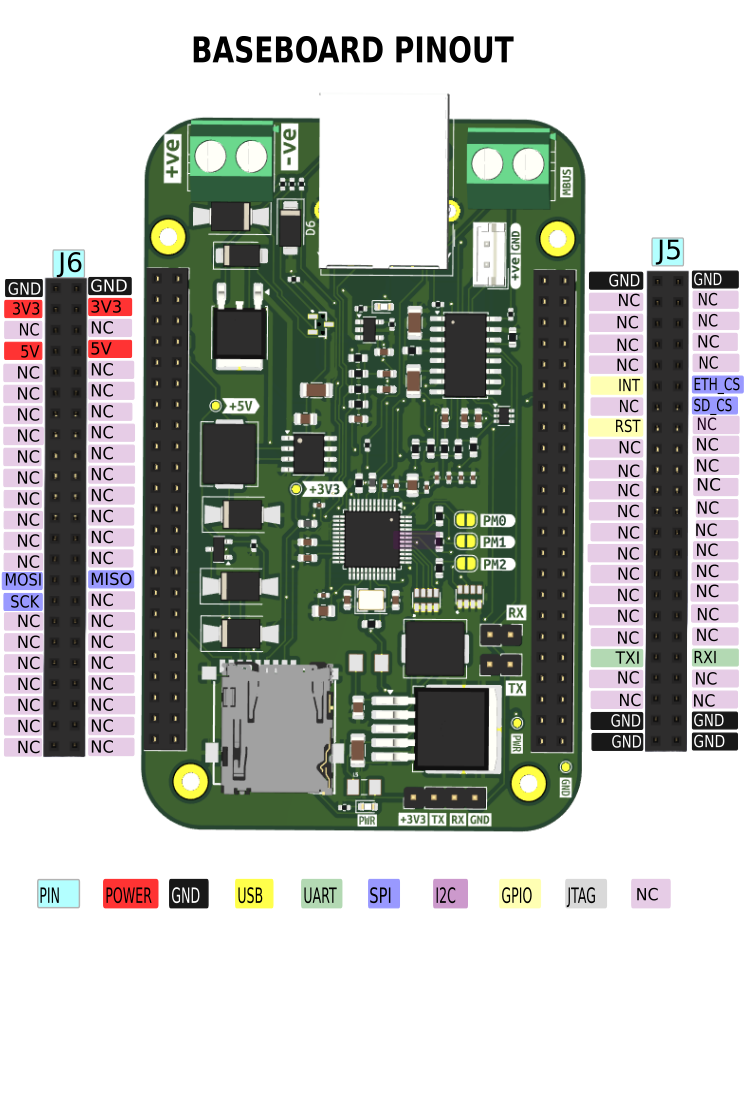 BASEBOARD PINOUT
+ve
-ve
MBUS
D6
+ve GND
J6
GND GND
3V3 3V3
NC NC
5V 5V
NC NC
NC NC
NC NC
NC NC
NC NC
NC NC
NC NC
NC NC
NC NC
NC NC
MOSI MISO
SCK NC
NC NC
NC NC
NC NC
NC NC
NC NC
NC NC
NC NC
J5
GND GND
NC NC
NC NC
NC NC
NC NC
INT ETH_CS
NC SD_CS
RST NC
NC NC
NC NC
NC NC
NC NC
NC NC
NC NC
NC NC
NC NC
NC NC
NC NC
TXI RXI
NC NC
NC NC
GND GND
GND GND
+5V
+3V3
PM0
PM1
PM2
RX
TX
PWR
GND
PWR
+3V3 TX RX GND
PIN POWER GND USB UART SPI I2C GPIO JTAG NC